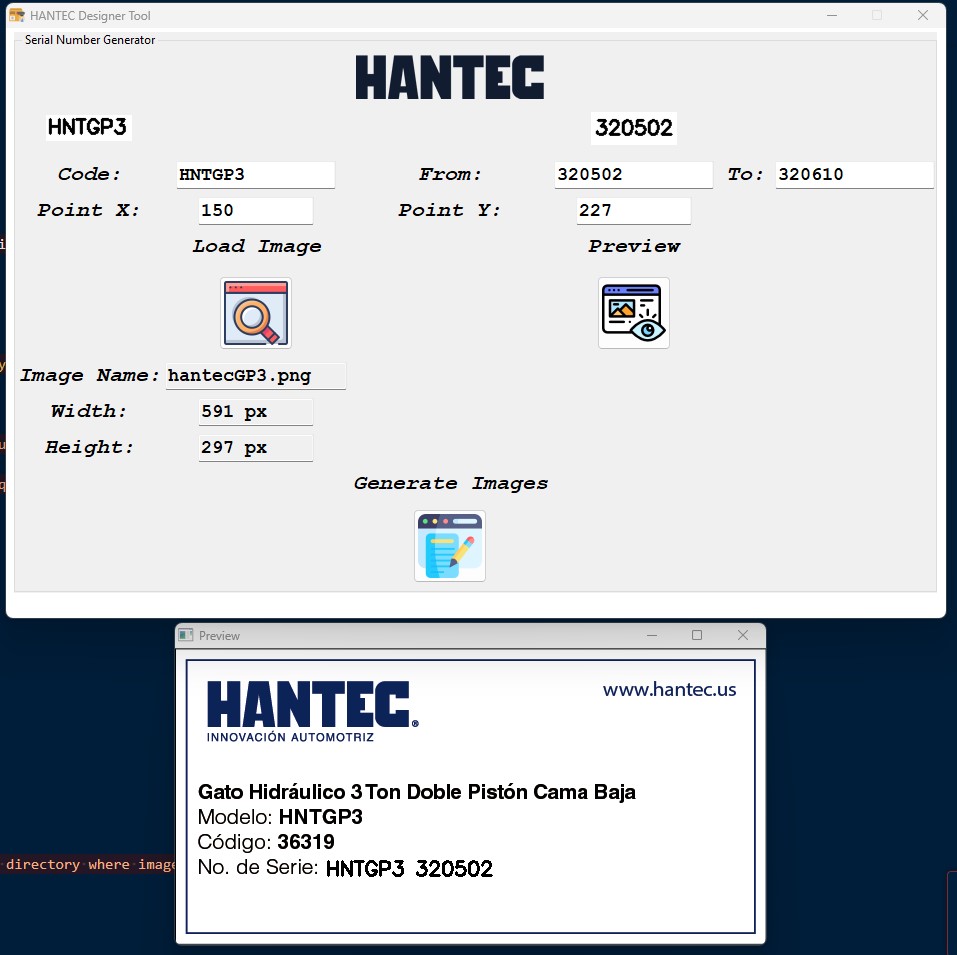 HANTEC Designer Tool
Serial Number Generator
HANTEC
HNTGP3 320502
Code: HNTGP3 From: 320502 To: 320610
Point X: 150 Point Y: 227
Load Image Preview
Image Name: hantecGP3.png
Width: 591 px
Height: 297 px
Generate Images
Preview
HANTEC® www.hantec.us
INNOVACIÓN AUTOMOTRIZ
Gato Hidráulico 3 Ton Doble Pistón Cama Baja
Modelo: HNTGP3
Código: 36319
directory where image
No. de Serie: HNTGP3 320502